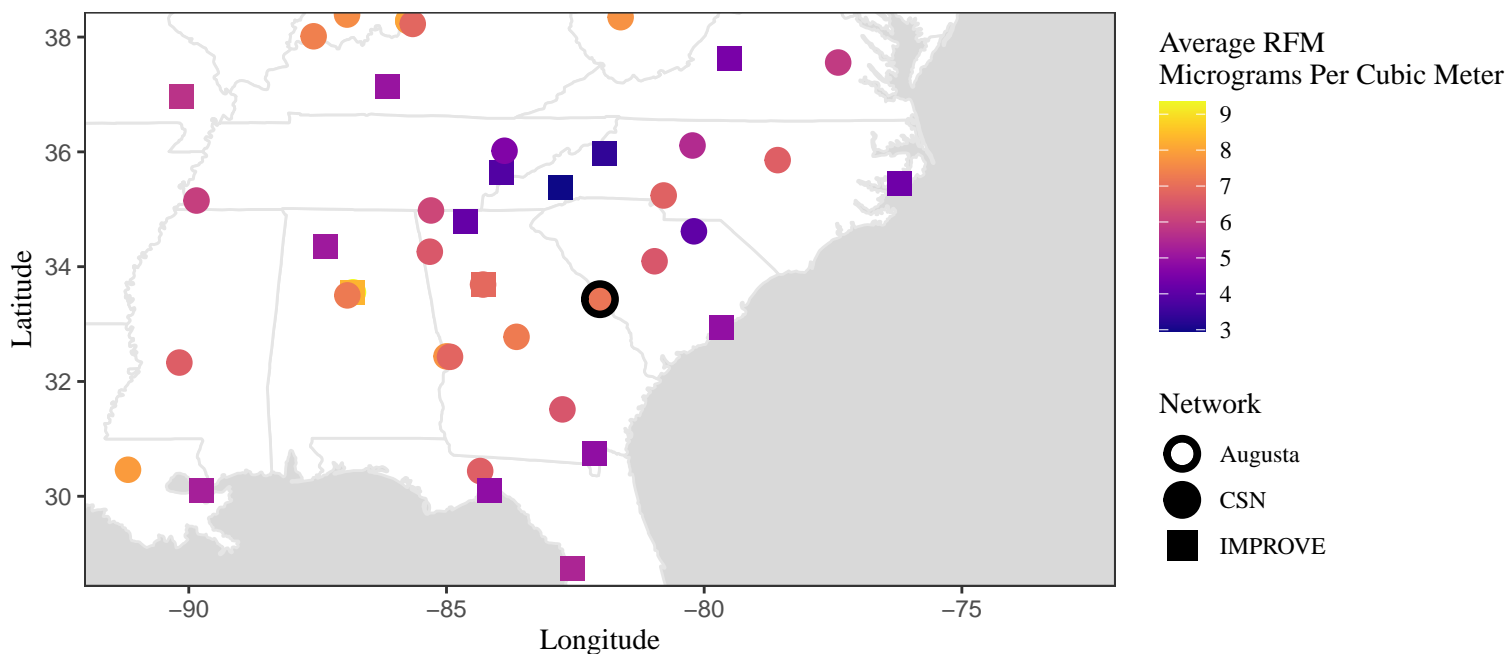 38
36
34
32
30
Latitude
−90
−85
−80
−75
Longitude
Average RFM
Micrograms Per Cubic Meter
9
8
7
6
5
4
3
Network
Augusta
CSN
IMPROVE